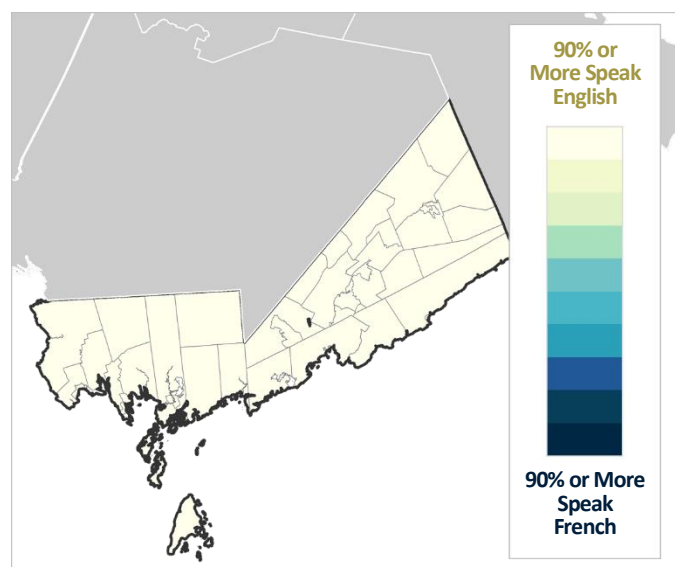 90% or
More Speak
English
90% or More
Speak
French